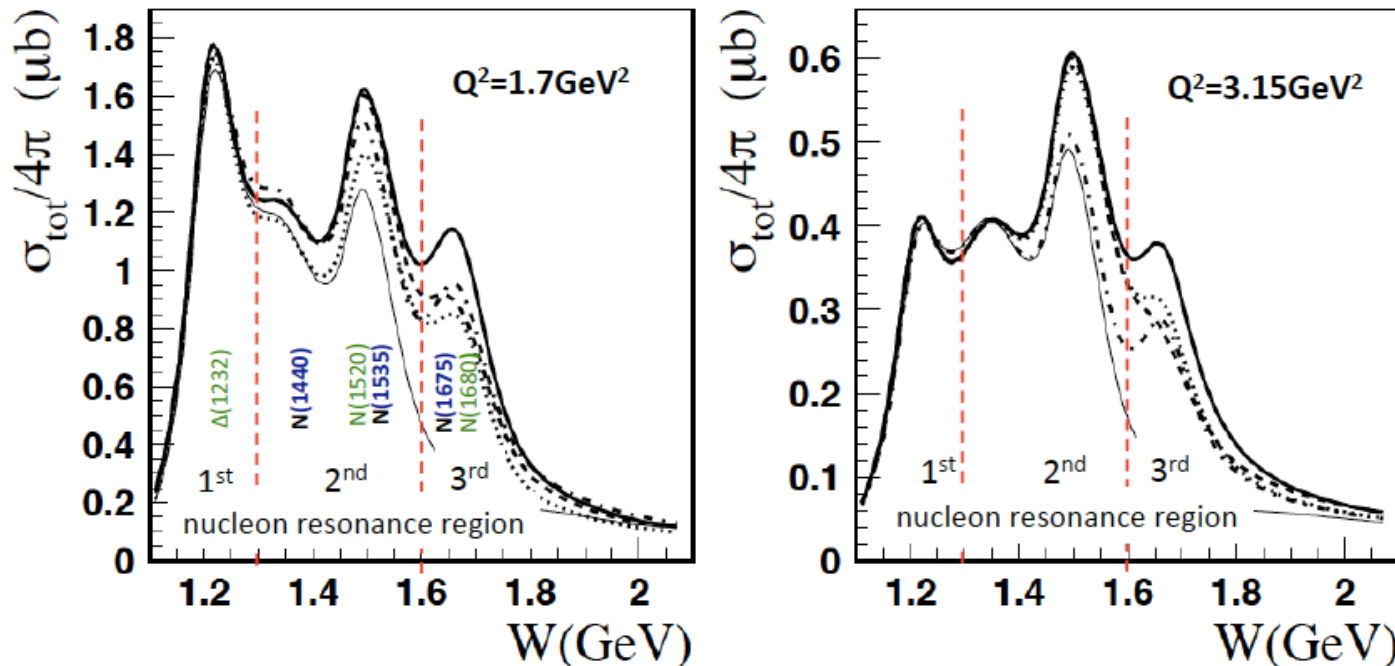 σtot/4π (μb)
1.8
1.6
1.4
1.2
1
0.8
0.6
0.4
0.2
0
Q²=1.7GeV²
Δ(1232)
N(1440)
N(1520)
N(1535)
N(1675)
N(1680)
1st
2nd
3rd
nucleon resonance region
1.2
1.4
1.6
1.8
2
W(GeV)
σtot/4π (μb)
0.6
0.5
0.4
0.3
0.2
0.1
0
Q²=3.15GeV²
1st
2nd
3rd
nucleon resonance region
1.2
1.4
1.6
1.8
2
W(GeV)